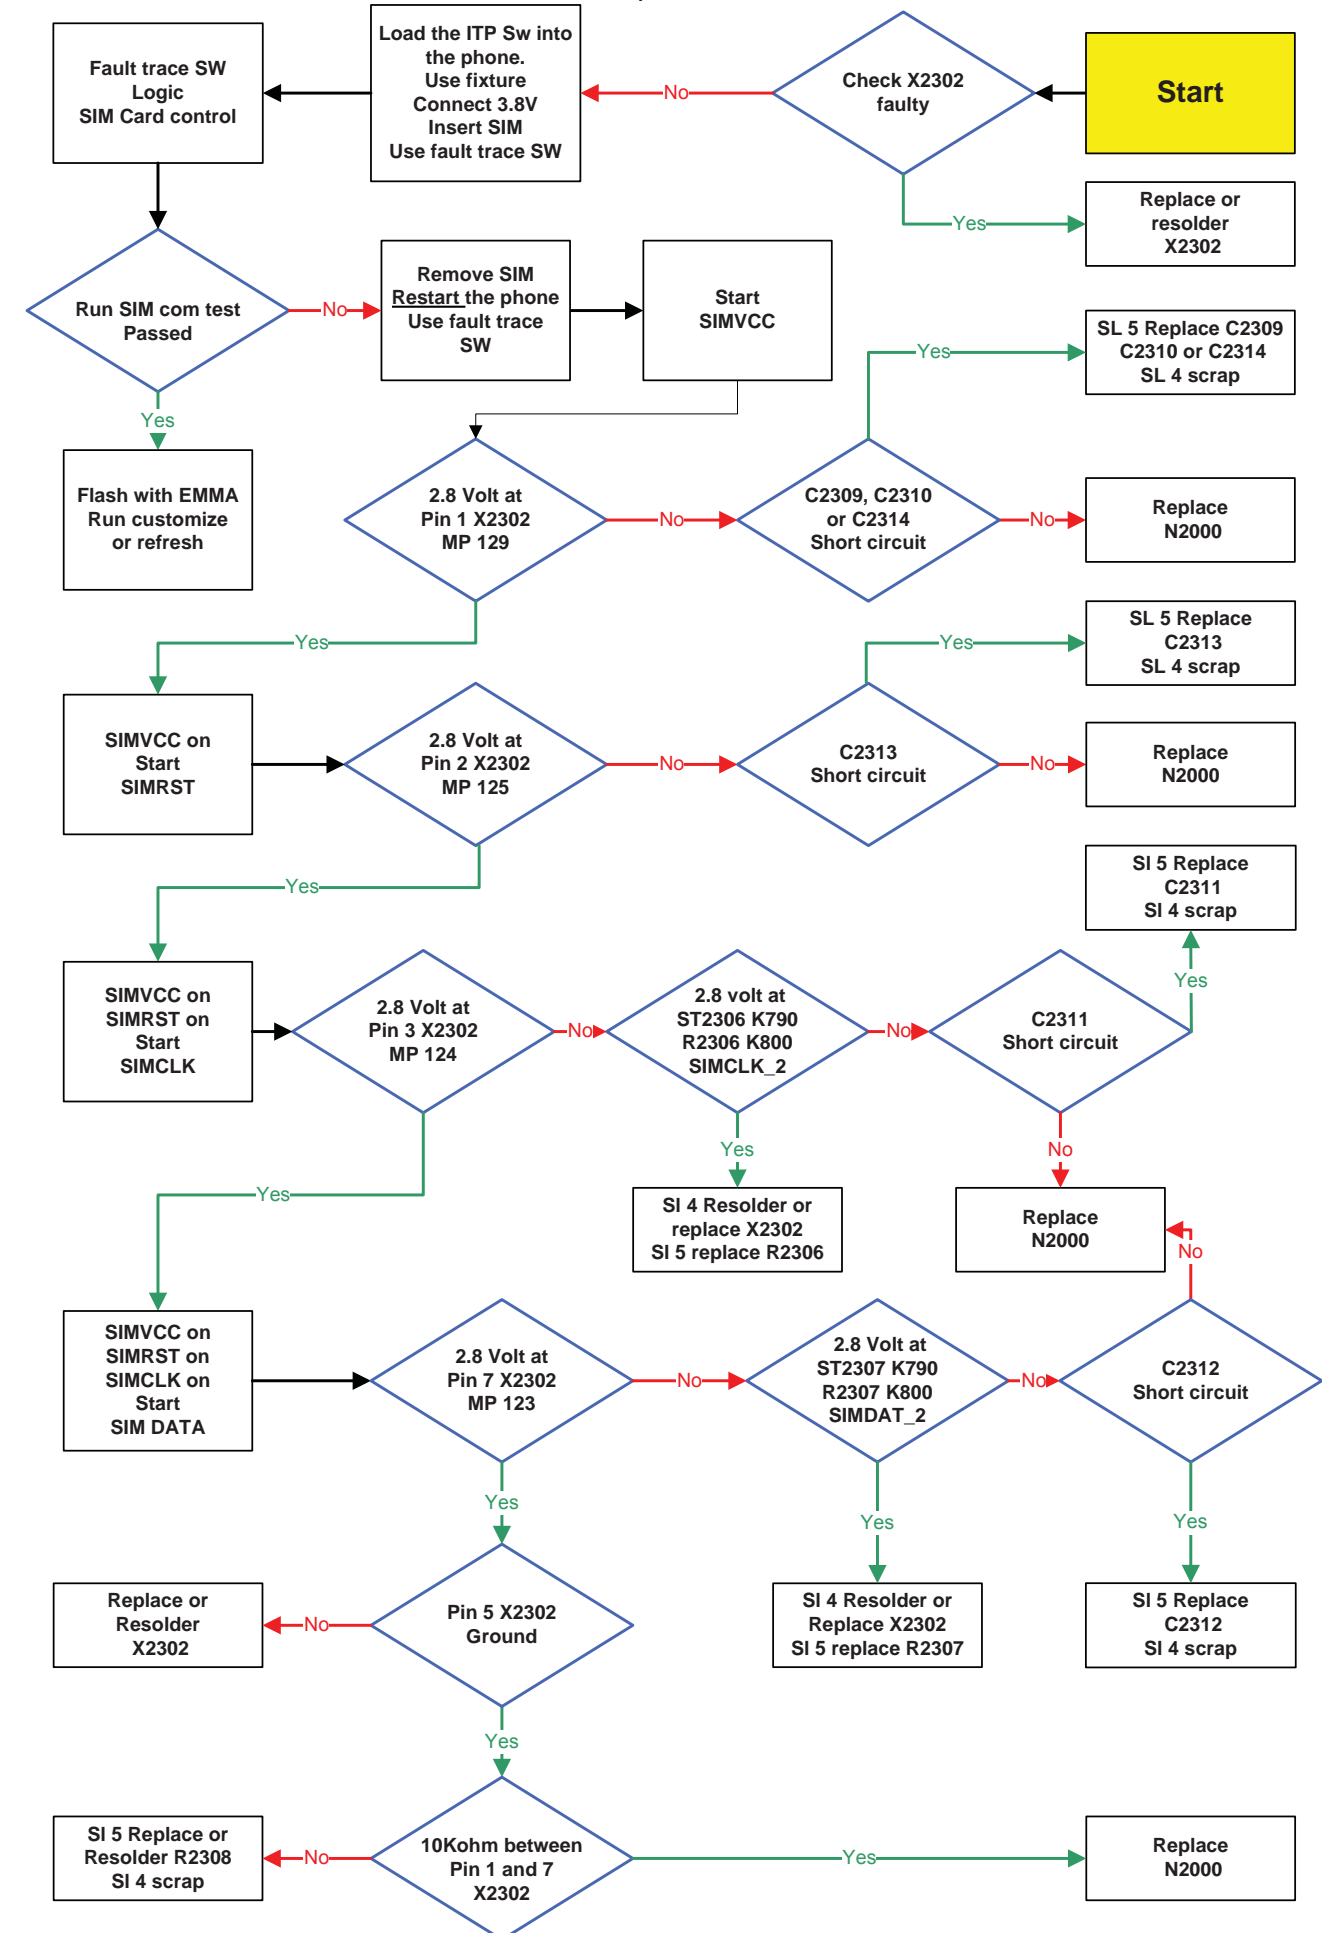 Load the ITP Sw into
the phone.
Use fixture
Connect 3.8V
Insert SIM
Use fault trace SW
Fault trace SW
Logic
SIM Card control
No
Check X2302
faulty
Start
Yes
Replace or
resolder
X2302
Run SIM com test
Passed
No
Remove SIM
Restart the phone
Use fault trace
SW
Start
SIMVCC
Yes
SL 5 Replace C2309
C2310 or C2314
SL 4 scrap
Yes
Flash with EMMA
Run customize
or refresh
2.8 Volt at
Pin 1 X2302
MP 129
No
C2309, C2310
or C2314
Short circuit
No
Replace
N2000
Yes
Yes
SL 5 Replace
C2313
SL 4 scrap
SIMVCC on
Start
SIMRST
2.8 Volt at
Pin 2 X2302
MP 125
No
C2313
Short circuit
No
Replace
N2000
Yes
SI 5 Replace
C2311
SI 4 scrap
Yes
SIMVCC on
SIMRST on
Start
SIMCLK
2.8 Volt at
Pin 3 X2302
MP 124
No
2.8 volt at
ST2306 K790
R2306 K800
SIMCLK_2
No
C2311
Short circuit
Yes
No
Yes
SI 4 Resolder or
replace X2302
SI 5 replace R2306
Replace
N2000
No
SIMVCC on
SIMRST on
SIMCLK on
Start
SIM DATA
2.8 Volt at
Pin 7 X2302
MP 123
No
2.8 Volt at
ST2307 K790
R2307 K800
SIMDAT_2
No
C2312
Short circuit
Yes
Yes
Yes
Replace or
Resolder
X2302
No
Pin 5 X2302
Ground
SI 4 Resolder or
Replace X2302
SI 5 replace R2307
SI 5 Replace
C2312
SI 4 scrap
Yes
SI 5 Replace or
Resolder R2308
SI 4 scrap
No
10Kohm between
Pin 1 and 7
X2302
Yes
Replace
N2000